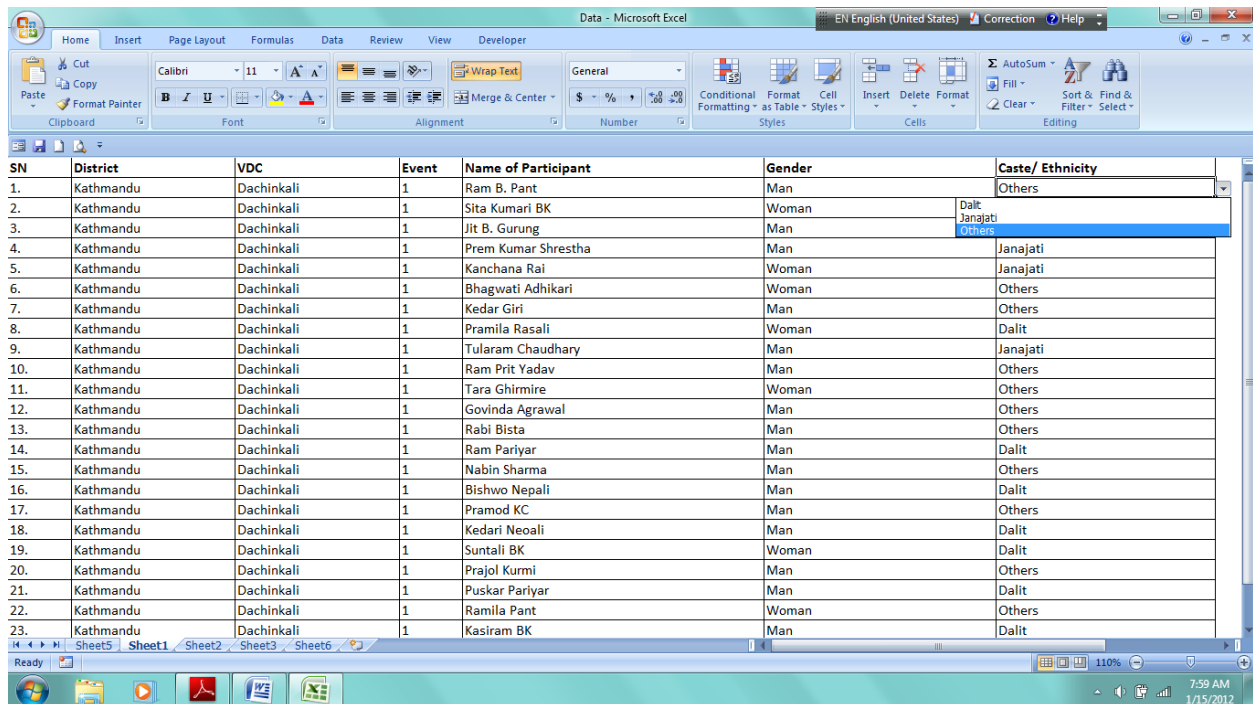 Data - Microsoft Excel
EN English (United States) Correction Help
Home Insert Page Layout Formulas Data Review View Developer
Paste
Cut
Copy
Format Painter
Clipboard
Calibri 11
B I U
Font
Wrap Text
Merge & Center
Alignment
General
$ % ,
Number
Conditional Formatting
Format as Table
Cell Styles
Styles
Insert Delete Format
Cells
Σ AutoSum
Fill
Clear
Sort & Filter
Find & Select
Editing
SN District VDC Event Name of Participant Gender Caste/ Ethnicity
1. Kathmandu Dachinkali 1 Ram B. Pant Man Others
2. Kathmandu Dachinkali 1 Sita Kumari BK Woman
3. Kathmandu Dachinkali 1 Jit B. Gurung Man
Dalit
Janajati
Others
4. Kathmandu Dachinkali 1 Prem Kumar Shrestha Man Janajati
5. Kathmandu Dachinkali 1 Kanchana Rai Woman Janajati
6. Kathmandu Dachinkali 1 Bhagwati Adhikari Woman Others
7. Kathmandu Dachinkali 1 Kedar Giri Man Others
8. Kathmandu Dachinkali 1 Pramila Rasali Woman Dalit
9. Kathmandu Dachinkali 1 Tularam Chaudhary Man Janajati
10. Kathmandu Dachinkali 1 Ram Prit Yadav Man Others
11. Kathmandu Dachinkali 1 Tara Ghirmire Woman Others
12. Kathmandu Dachinkali 1 Govinda Agrawal Man Others
13. Kathmandu Dachinkali 1 Rabi Bista Man Others
14. Kathmandu Dachinkali 1 Ram Pariyar Man Dalit
15. Kathmandu Dachinkali 1 Nabin Sharma Man Others
16. Kathmandu Dachinkali 1 Bishwo Nepali Man Dalit
17. Kathmandu Dachinkali 1 Pramod KC Man Others
18. Kathmandu Dachinkali 1 Kedari Neoali Man Dalit
19. Kathmandu Dachinkali 1 Suntali BK Woman Dalit
20. Kathmandu Dachinkali 1 Prajol Kurmi Man Others
21. Kathmandu Dachinkali 1 Puskar Pariyar Man Dalit
22. Kathmandu Dachinkali 1 Ramila Pant Woman Others
23. Kathmandu Dachinkali 1 Kasiram BK Man Dalit
Sheet5 Sheet1 Sheet2 Sheet3 Sheet6
Ready 110%
7:59 AM
1/15/2012